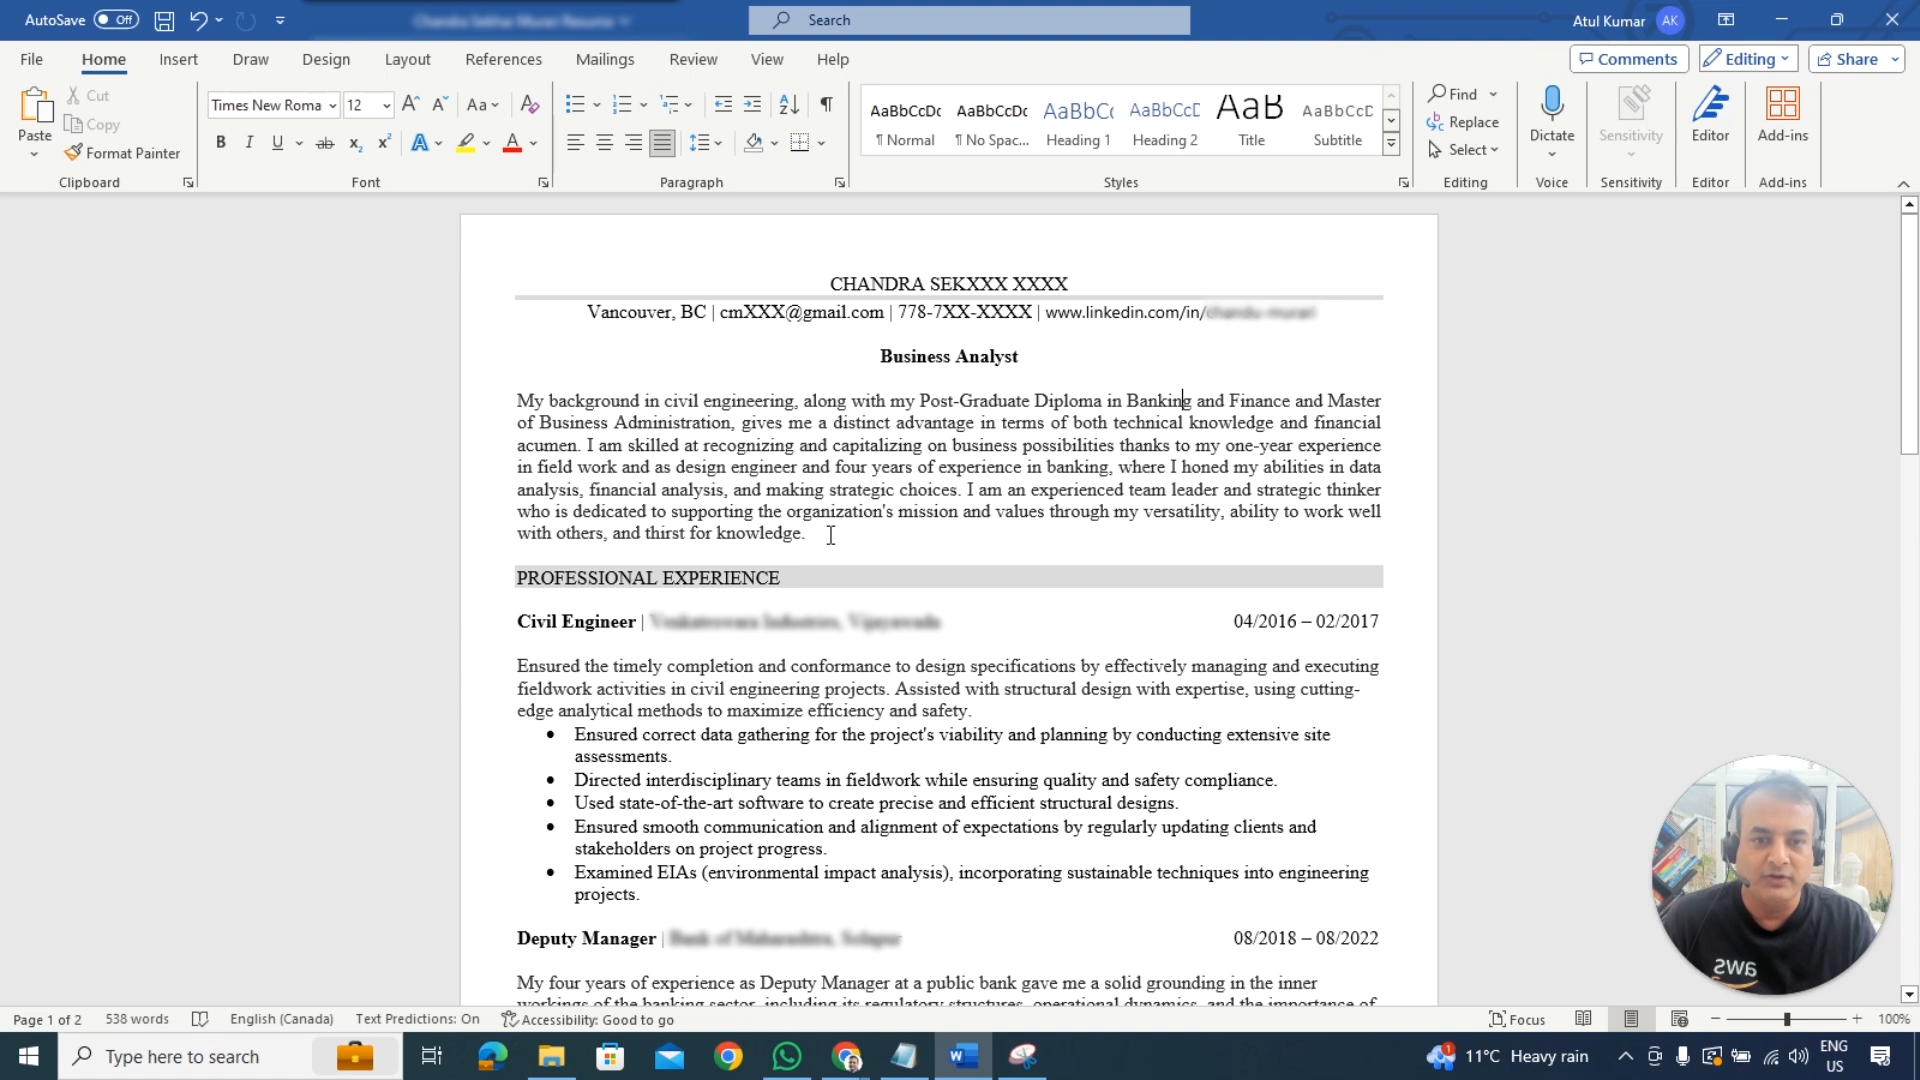 AutoSave Off Search Atul Kumar AK
File Home Insert Draw Design Layout References Mailings Review View Help Comments Editing Share
Paste Cut Copy Format Painter
Times New Roma 12 Aa
B I U ab x₂ x² A A
AaBbCcDc AaBbCcDc AaBbCc AaBbCcD AaB AaBbCcD
¶ Normal ¶ No Spac... Heading 1 Heading 2 Title Subtitle
Find Replace Select
Dictate Sensitivity Editor Add-ins
Clipboard Font Paragraph Styles Editing Voice Sensitivity Editor Add-ins
CHANDRA SEKXXX XXXX
Vancouver, BC | cmXXX@gmail.com | 778-7XX-XXXX | www.linkedin.com/in/
Business Analyst
My background in civil engineering, along with my Post-Graduate Diploma in Banking and Finance and Master
of Business Administration, gives me a distinct advantage in terms of both technical knowledge and financial
acumen. I am skilled at recognizing and capitalizing on business possibilities thanks to my one-year experience
in field work and as design engineer and four years of experience in banking, where I honed my abilities in data
analysis, financial analysis, and making strategic choices. I am an experienced team leader and strategic thinker
who is dedicated to supporting the organization's mission and values through my versatility, ability to work well
with others, and thirst for knowledge.
PROFESSIONAL EXPERIENCE
Civil Engineer | 04/2016 – 02/2017
Ensured the timely completion and conformance to design specifications by effectively managing and executing
fieldwork activities in civil engineering projects. Assisted with structural design with expertise, using cutting-
edge analytical methods to maximize efficiency and safety.
• Ensured correct data gathering for the project's viability and planning by conducting extensive site
assessments.
• Directed interdisciplinary teams in fieldwork while ensuring quality and safety compliance.
• Used state-of-the-art software to create precise and efficient structural designs.
• Ensured smooth communication and alignment of expectations by regularly updating clients and
stakeholders on project progress.
• Examined EIAs (environmental impact analysis), incorporating sustainable techniques into engineering
projects.
Deputy Manager | 08/2018 – 08/2022
My four years of experience as Deputy Manager at a public bank gave me a solid grounding in the inner
workings of the banking sector, including its regulatory structures, operational dynamics, and the importance of
aws
Page 1 of 2 538 words English (Canada) Text Predictions: On Accessibility: Good to go Focus 100%
Type here to search 11°C Heavy rain ENG
US